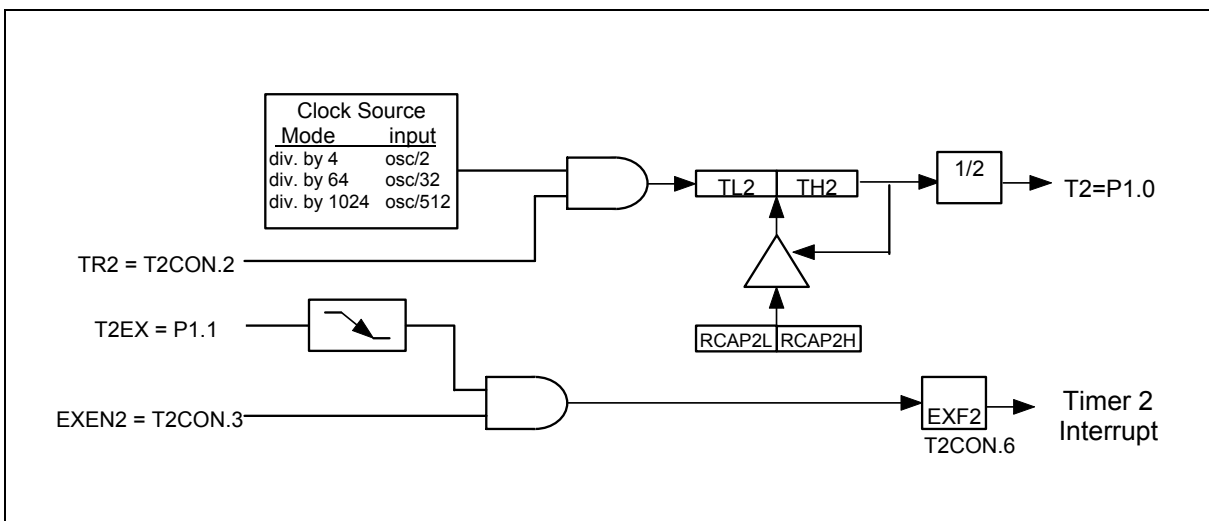 Clock Source
Mode input
div. by 4 osc/2
div. by 64 osc/32
div. by 1024 osc/512
TR2 = T2CON.2
TL2 TH2
1/2
T2=P1.0
T2EX = P1.1
RCAP2L RCAP2H
EXEN2 = T2CON.3
EXF2
T2CON.6
Timer 2
Interrupt